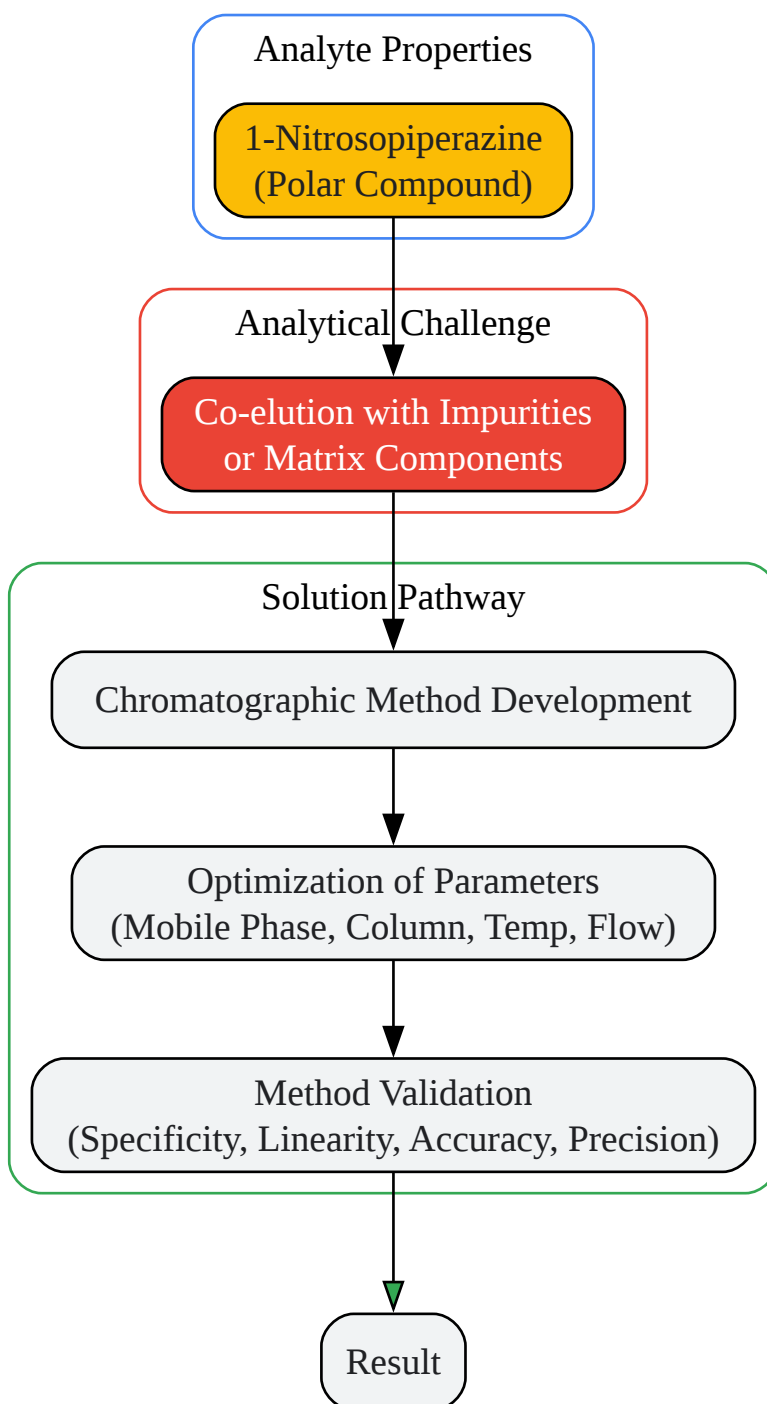 Analyte Properties
1-Nitrosopiperazine
(Polar Compound)
Analytical Challenge
Co-elution with Impurities
or Matrix Components
Solution Pathway
Chromatographic Method Development
Optimization of Parameters
(Mobile Phase, Column, Temp, Flow)
Method Validation
(Specificity, Linearity, Accuracy, Precision)
Result